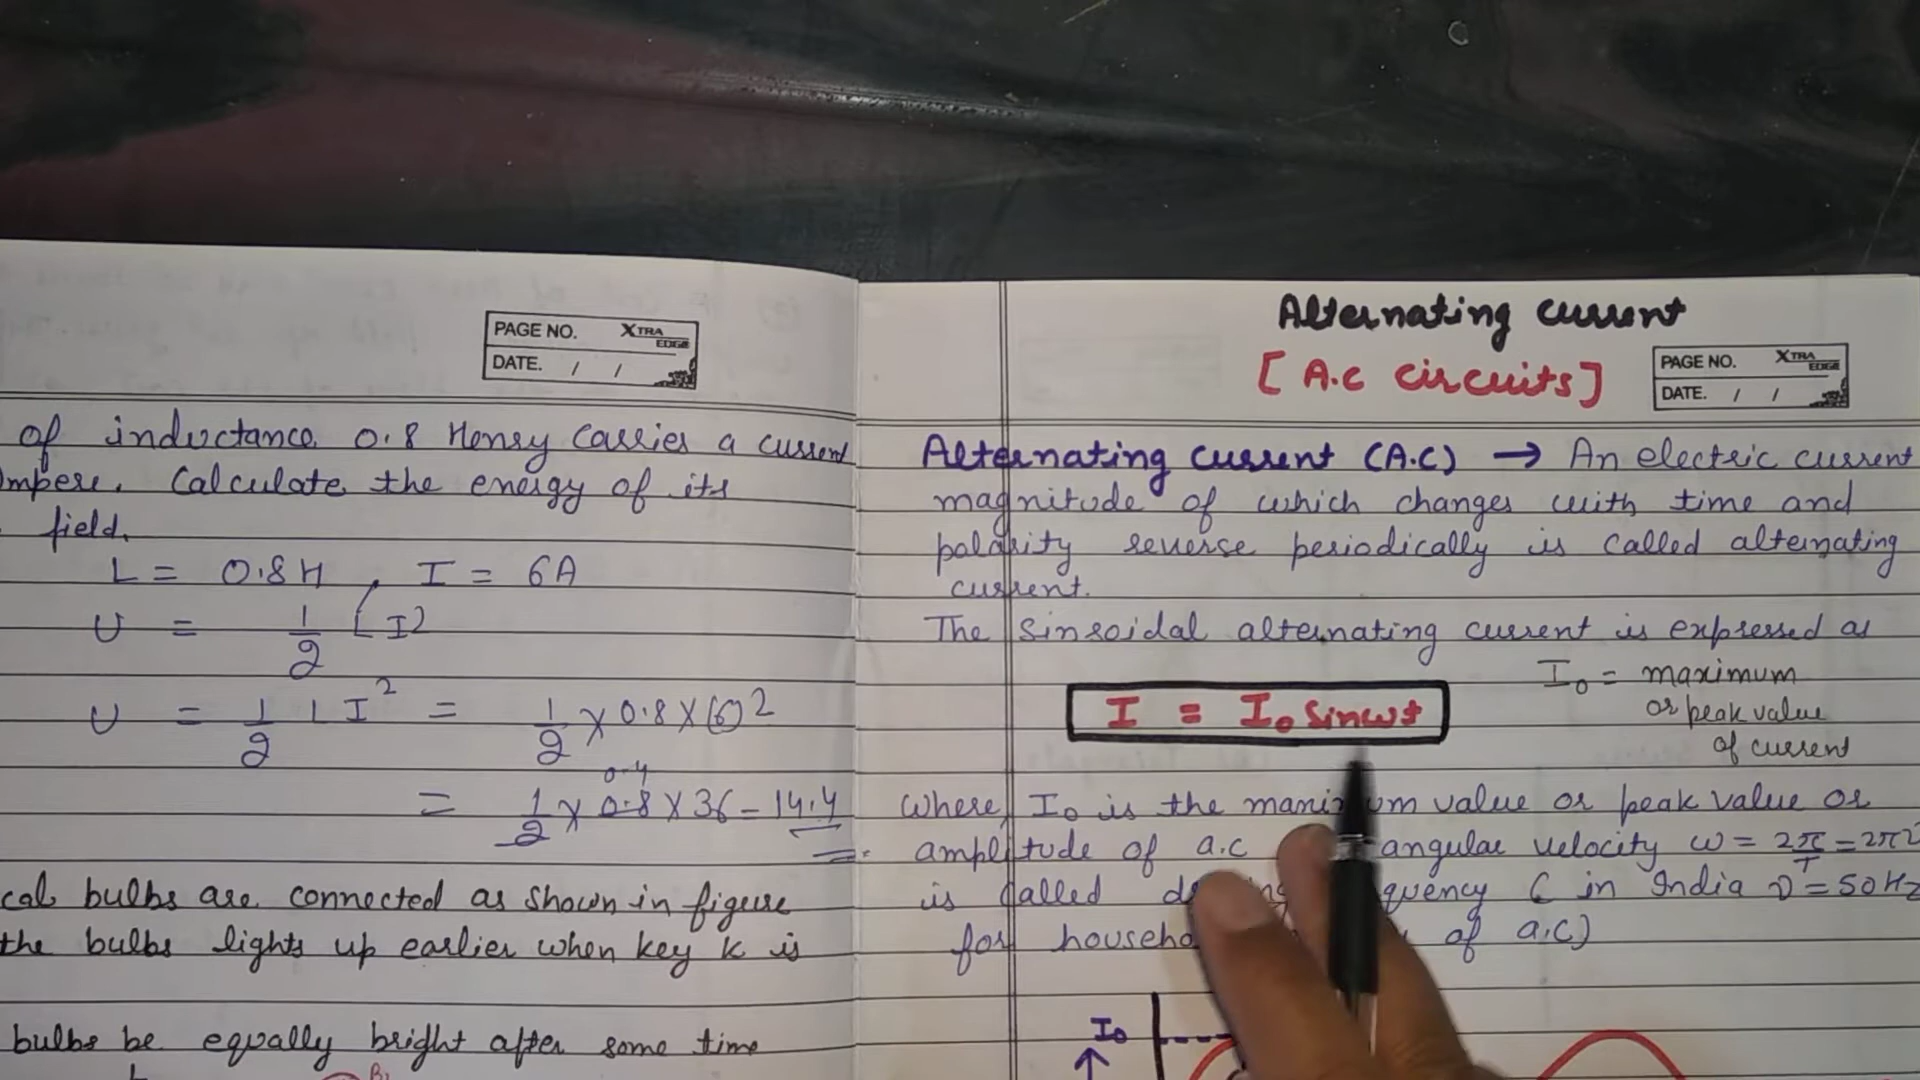 PAGE NO. XTRA EDGE
DATE. / /
of inductance 0.8 Henry Carries a current
mpere. Calculate the energy of its
field.
L = 0.8H, I = 6A
U = 1/2 L I2
U = 1/2 L I² = 1/2 × 0.8 × (6)2
0.4
= 1/2 × 0.8 × 36 = 14.4
cal bulbs are connected as shown in figure
the bulbs lights up earlier when key K is
bulbs be equally bright after some time
L B1
Alternating current
[A.C circuits]
PAGE NO. XTRA EDGE
DATE. / /
Alternating current (A.C) → An electric current
magnitude of which changes with time and
polarity reverse periodically is called alternating
current.
The Sinsoidal alternating current is expressed as
I = I₀ Sinωt
I₀ = maximum
or peak value
of current
where, I₀ is the maximum value or peak value or
amplitude of a.c angular velocity ω = 2π/T = 2πν
is called quency ( in India ν = 50Hz
for househo of a.c)
I₀